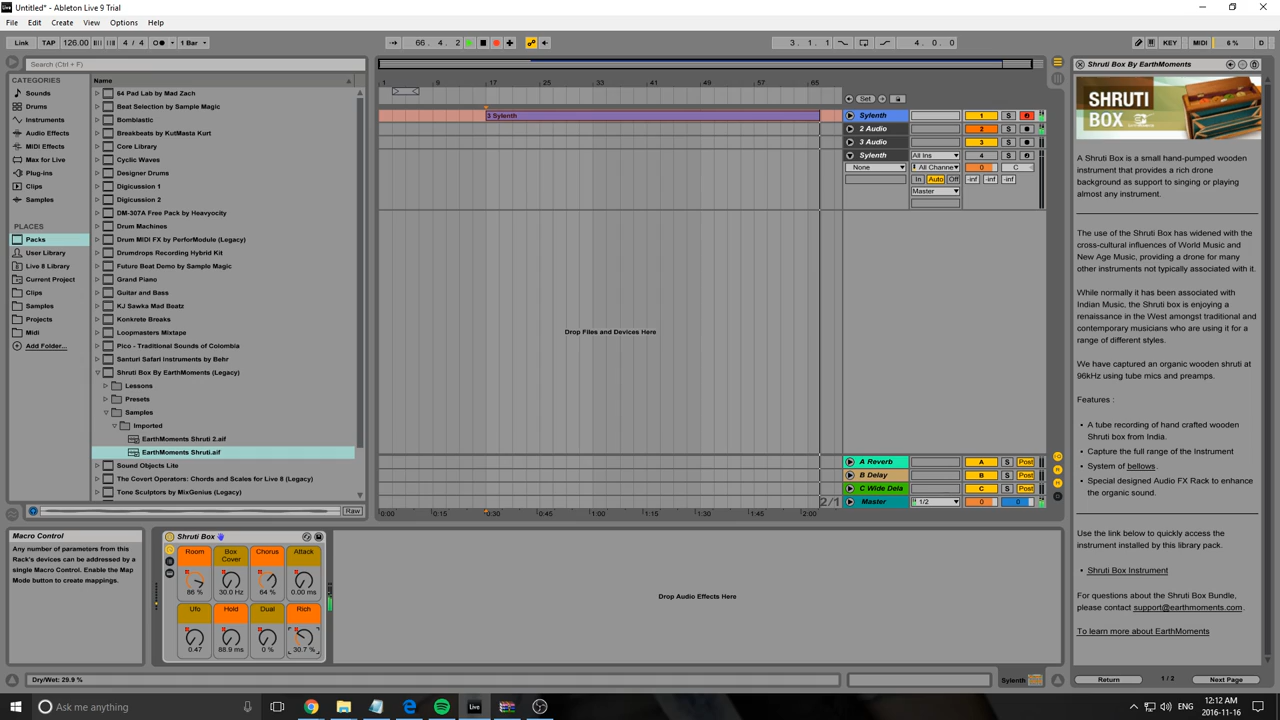 Untitled* - Ableton Live 9 Trial
File Edit Create View Options Help
Link TAP 126.00 4 / 4 1 Bar
66 . 4 . 2
3 . 1 . 1
4 . 0 . 0
KEY MIDI 6 % D
Search (Ctrl + F)
CATEGORIES
Sounds
Drums
Instruments
Audio Effects
MIDI Effects
Max for Live
Plug-ins
Clips
Samples
PLACES
Packs
User Library
Live 8 Library
Current Project
Clips
Samples
Projects
Midi
Add Folder...
Name
64 Pad Lab by Mad Zach
Beat Selection by Sample Magic
Bomblastic
Breakbeats by KutMasta Kurt
Core Library
Cyclic Waves
Designer Drums
Digicussion 1
Digicussion 2
DM-307A Free Pack by Heavyocity
Drum Machines
Drum MIDI FX by PerforModule (Legacy)
Drumdrops Recording Hybrid Kit
Future Beat Demo by Sample Magic
Grand Piano
Guitar and Bass
KJ Sawka Mad Beatz
Konkrete Breaks
Loopmasters Mixtape
Pico - Traditional Sounds of Colombia
Santuri Safari Instruments by Behr
Shruti Box By EarthMoments (Legacy)
Lessons
Presets
Samples
Imported
EarthMoments Shruti 2.aif
EarthMoments Shruti.aif
Sound Objects Lite
The Covert Operators: Chords and Scales for Live 8 (Legacy)
Tone Sculptors by MixGenius (Legacy)
Raw
1 9 17 25 33 41 49 57 65
Set
3 Sylenth
Sylenth 1 S
2 Audio 2 S
3 Audio 3 S
Sylenth All Ins 4 S
None All Channe 0 C
In Auto Off -inf -inf -inf
Master
Drop Files and Devices Here
A Reverb A S Post
B Delay B S Post
C Wide Dela C S Post
2/1 Master 1/2 0 0
0:00 0:15 0:30 0:45 1:00 1:15 1:30 1:45 2:00
Shruti Box By EarthMoments
SHRUTI
BOX
A Shruti Box is a small hand-pumped wooden
instrument that provides a rich drone
background as support to singing or playing
almost any instrument.
The use of the Shruti Box has widened with the
cross-cultural influences of World Music and
New Age Music, providing a drone for many
other instruments not typically associated with it.
While normally it has been associated with
Indian Music, the Shruti box is enjoying a
renaissance in the West amongst traditional and
contemporary musicians who are using it for a
range of different styles.
We have captured an organic wooden shruti at
96kHz using tube mics and preamps.
Features :
• A tube recording of hand crafted wooden
Shruti box from India.
• Capture the full range of the Instrument
• System of bellows.
• Special designed Audio FX Rack to enhance
the organic sound.
Use the link below to quickly access the
instrument installed by this library pack.
• Shruti Box Instrument
For questions about the Shruti Box Bundle,
please contact support@earthmoments.com.
To learn more about EarthMoments
Return 1 / 2 Next Page
Macro Control
Any number of parameters from this
Rack's devices can be addressed by a
single Macro Control. Enable the Map
Mode button to create mappings.
Shruti Box
Room Box Cover Chorus Attack
86 % 30.0 Hz 64 % 0.00 ms
Ufo Hold Dual Rich
0.47 88.9 ms 0 % 30.7 %
Drop Audio Effects Here
Dry/Wet: 29.9 %
Sylenth
Ask me anything
Live
ENG
12:12 AM
2016-11-16